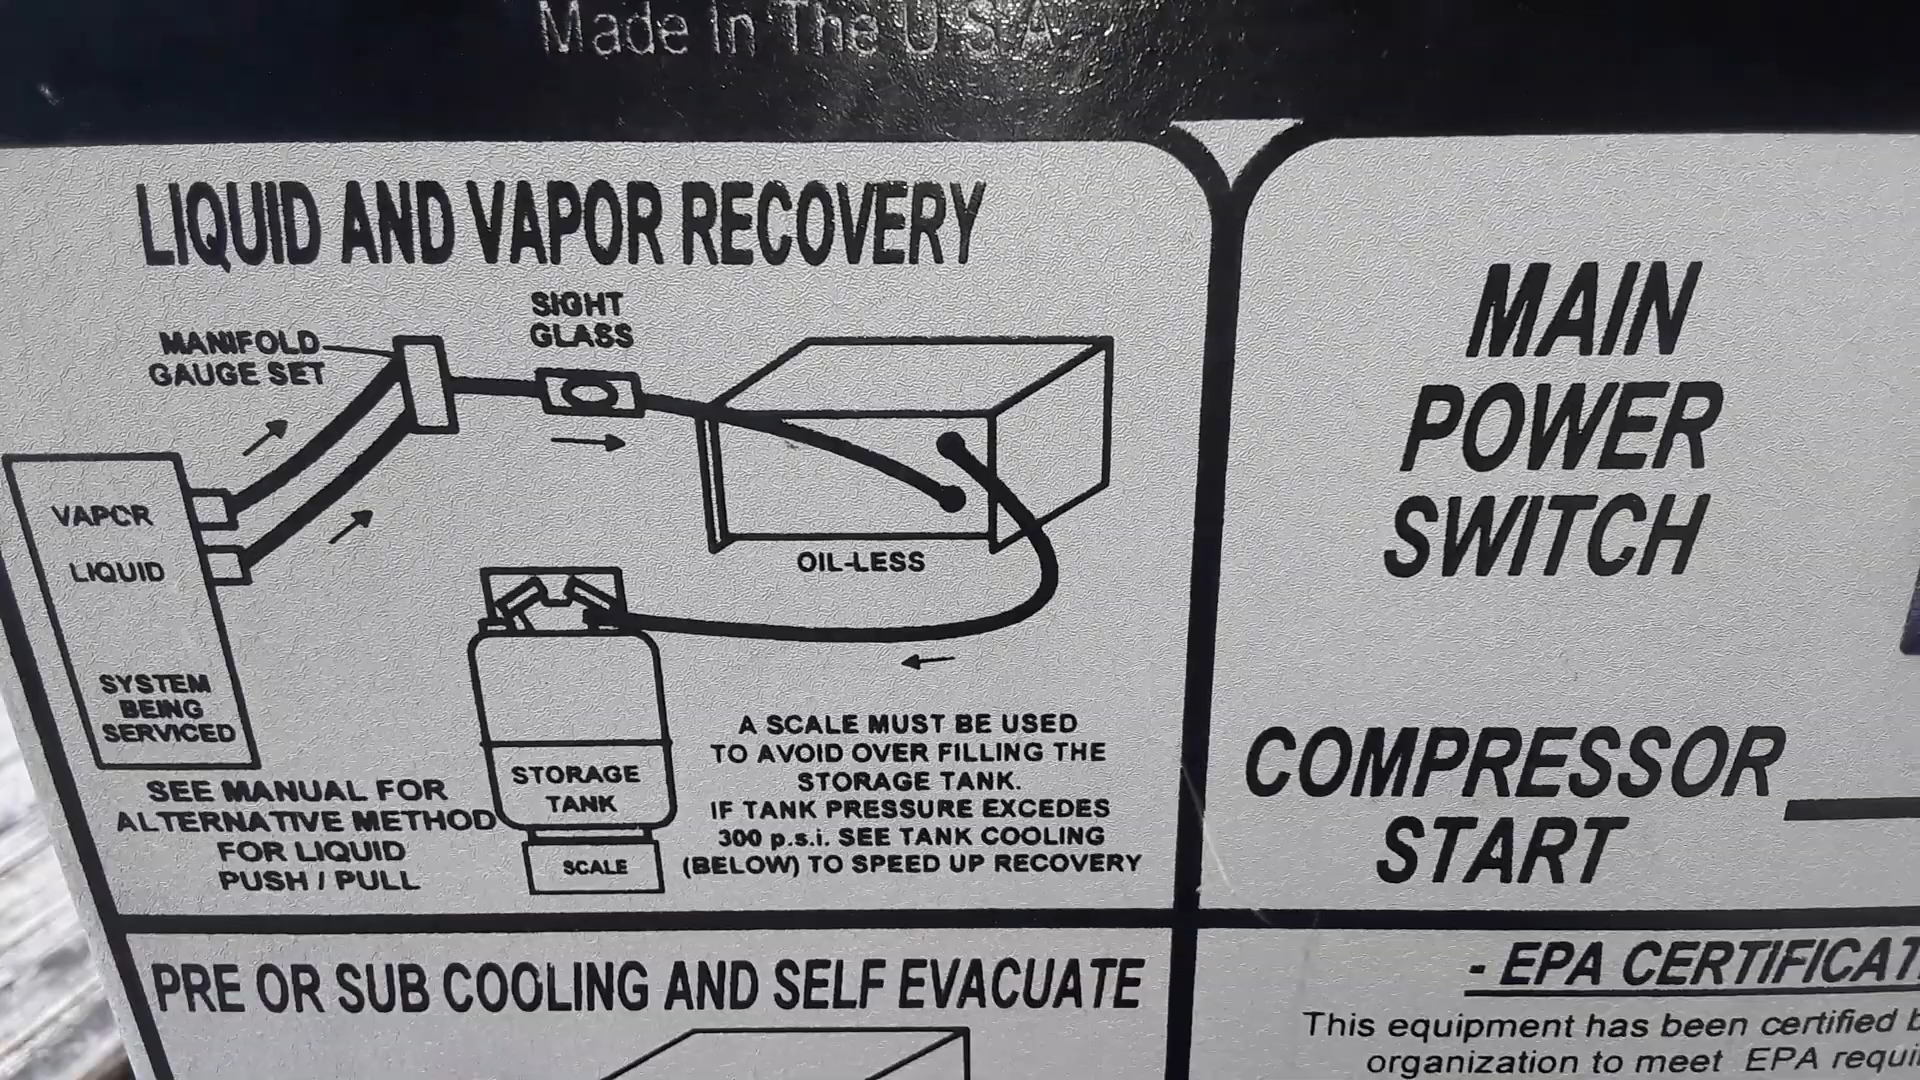 Made In The U S A
LIQUID AND VAPOR RECOVERY
SIGHT
GLASS
MANIFOLD
GAUGE SET
VAPOR
LIQUID
OIL-LESS
SYSTEM
BEING
SERVICED
STORAGE
TANK
SCALE
A SCALE MUST BE USED
TO AVOID OVER FILLING THE
STORAGE TANK.
IF TANK PRESSURE EXCEDES
300 p.s.i. SEE TANK COOLING
(BELOW) TO SPEED UP RECOVERY
SEE MANUAL FOR
ALTERNATIVE METHOD
FOR LIQUID
PUSH / PULL
MAIN
POWER
SWITCH
COMPRESSOR
START
PRE OR SUB COOLING AND SELF EVACUATE
- EPA CERTIFICAT
This equipment has been certified b
organization to meet EPA requi